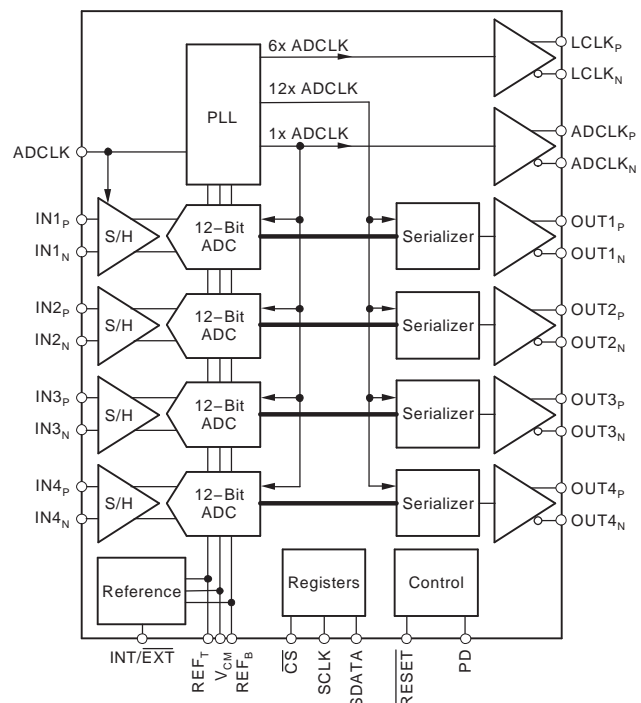 6x ADCLK
LCLKP
LCLKN
12x ADCLK
PLL
1x ADCLK
ADCLKP
ADCLKN
ADCLK
IN1P
IN1N
S/H
12−Bit
ADC
Serializer
OUT1P
OUT1N
IN2P
IN2N
S/H
12−Bit
ADC
Serializer
OUT2P
OUT2N
IN3P
IN3N
S/H
12−Bit
ADC
Serializer
OUT3P
OUT3N
IN4P
IN4N
S/H
12−Bit
ADC
Serializer
OUT4P
OUT4N
Reference
Registers
Control
INT/EXT
REFT
VCM
REFB
CS
SCLK
SDATA
RESET
PD